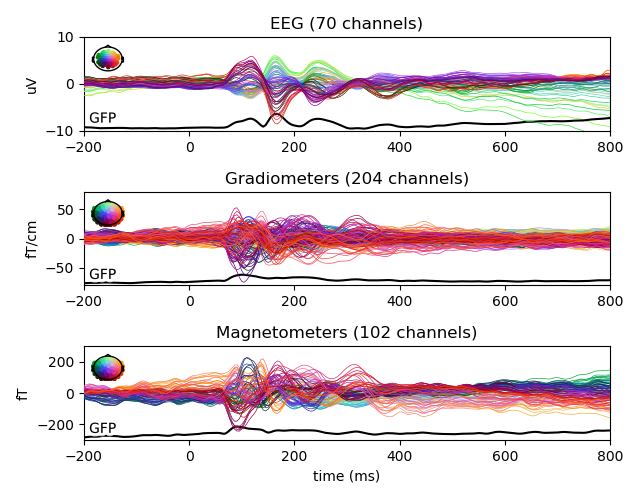 EEG (70 channels)
10
0
−10
uV
GFP
−200 0 200 400 600 800
Gradiometers (204 channels)
50
0
−50
fT/cm
GFP
−200 0 200 400 600 800
Magnetometers (102 channels)
200
0
−200
fT
GFP
−200 0 200 400 600 800
time (ms)